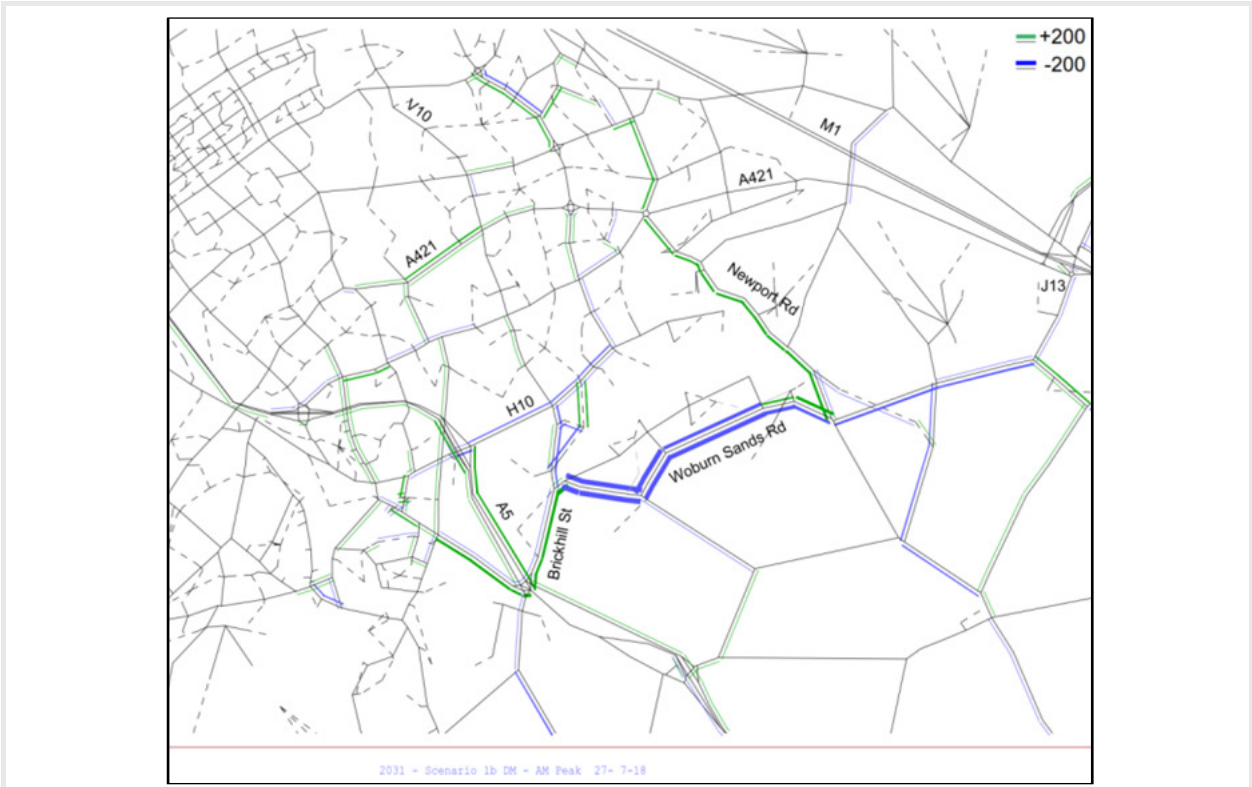 +200
-200
V10
M1
A421
A421
Newport Rd
J13
H10
Woburn Sands Rd
A5
Brickhill St
2031 - Scenario 1b DM - AM Peak 27- 7-18